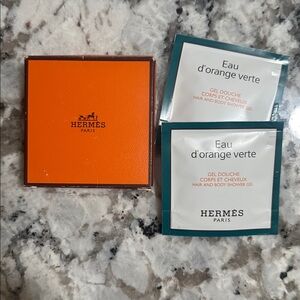 HERMÈS
PARIS
Eau
d'orange verte
GEL DOUCHE
CORPS ET CHEVEUX
HAIR AND BODY SHOWER GEL
Eau
d'orange verte
GEL DOUCHE
CORPS ET CHEVEUX
HAIR AND BODY SHOWER GEL
HERMÈS
PARIS